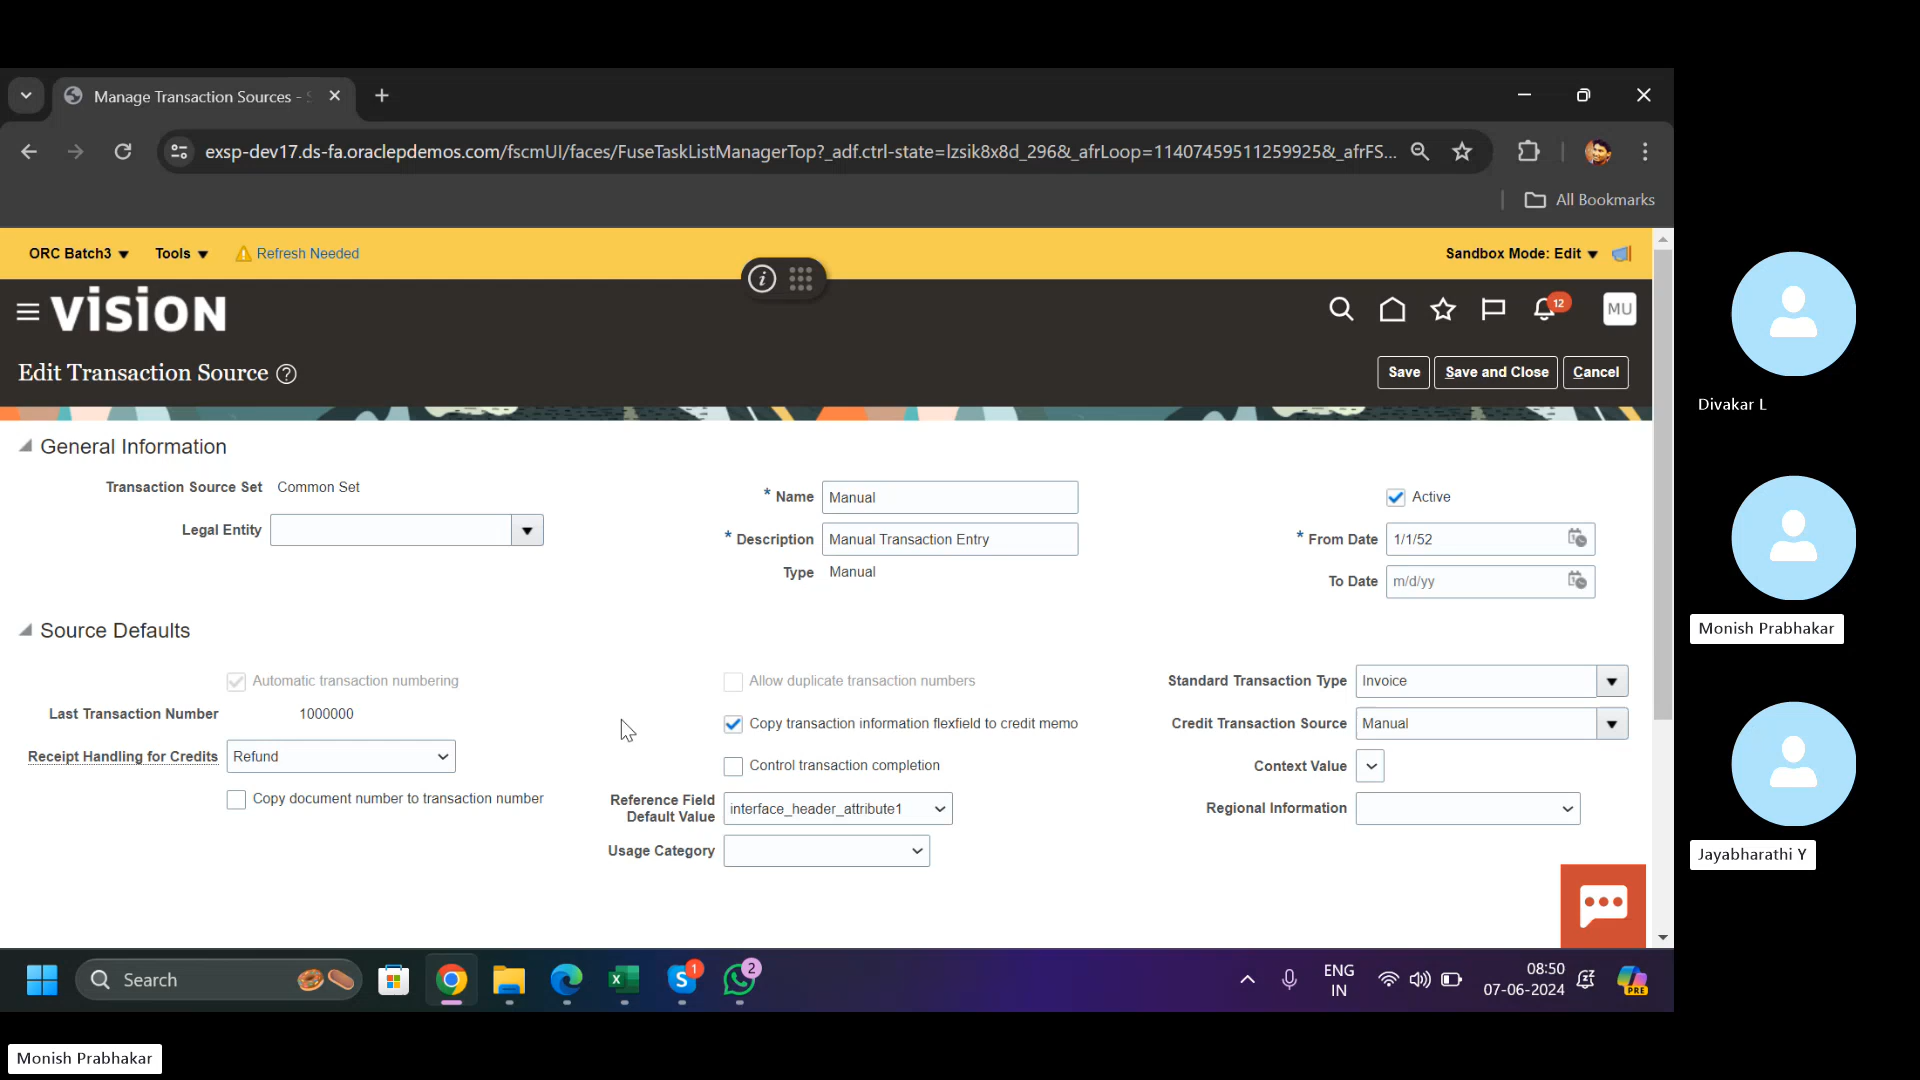 Manage Transaction Sources -
exsp-dev17.ds-fa.oraclepdemos.com/fscmUI/faces/FuseTaskListManagerTop?_adf.ctrl-state=lzsik8x8d_296&_afrLoop=11407459511259925&_afrFS...
All Bookmarks
ORC Batch3 Tools Refresh Needed Sandbox Mode: Edit
VISION 12 MU
Edit Transaction Source ? Save Save and Close Cancel
General Information
Transaction Source Set Common Set * Name Manual Active
Legal Entity * Description Manual Transaction Entry * From Date 1/1/52
Type Manual To Date m/d/yy
Source Defaults
Automatic transaction numbering Allow duplicate transaction numbers Standard Transaction Type Invoice
Last Transaction Number 1000000 Copy transaction information flexfield to credit memo Credit Transaction Source Manual
Receipt Handling for Credits Refund Control transaction completion Context Value
Copy document number to transaction number Reference Field Default Value interface_header_attribute1 Regional Information
Usage Category
Search 1 2 ENG IN 08:50 07-06-2024 PRE
Divakar L
Monish Prabhakar
Jayabharathi Y
Monish Prabhakar